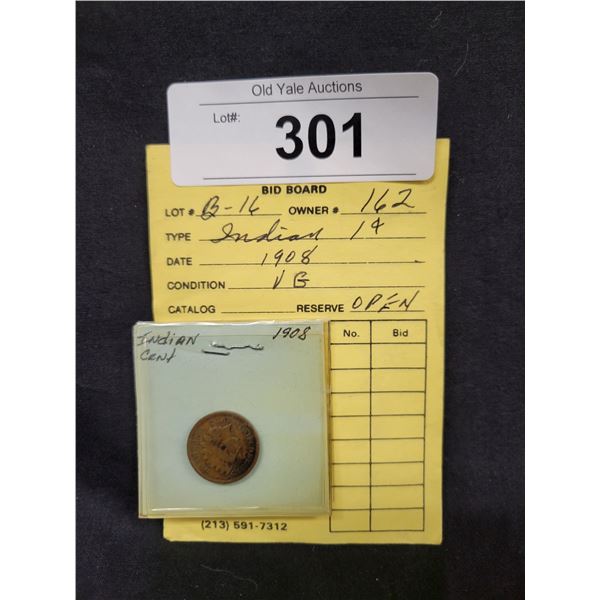 Old Yale Auctions
Lot#:
301
BID BOARD
LOT # B-16 OWNER # 162
TYPE Indian 1¢
DATE 1908
CONDITION VG
CATALOG RESERVE OPEN
No. Bid
INDIAN 1908
CENT
(213) 591-7312